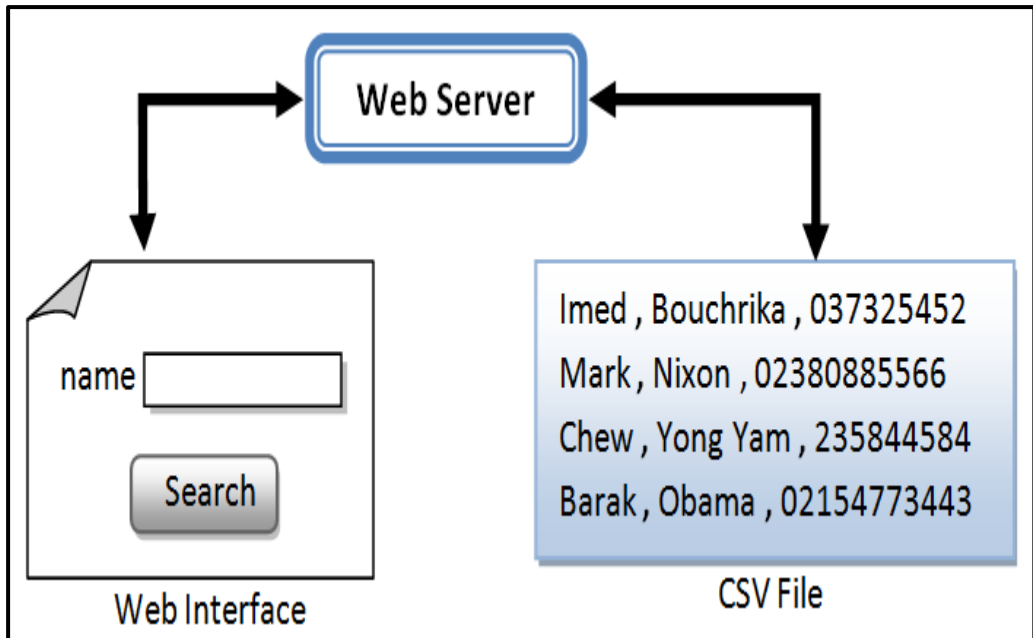 Web Server
name
Search
Web Interface
Imed , Bouchrika , 037325452
Mark , Nixon , 02380885566
Chew , Yong Yam , 235844584
Barak , Obama , 02154773443
CSV File